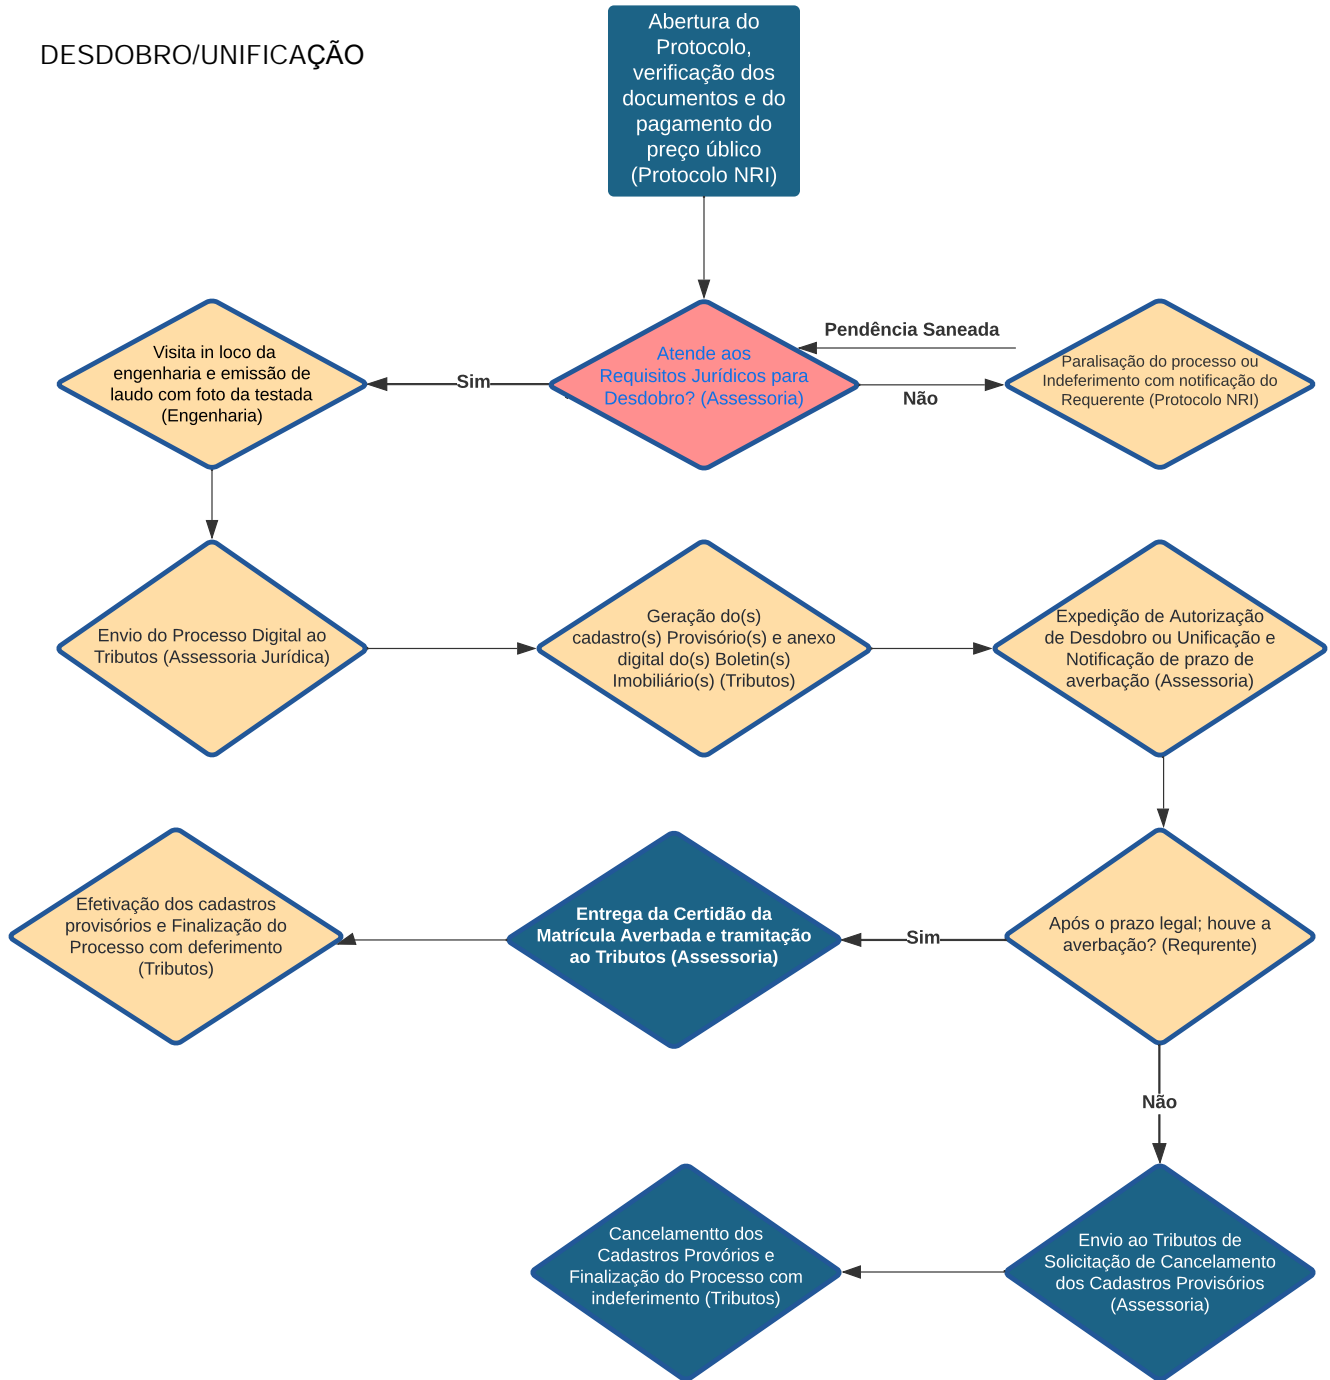 DESDOBRO/UNIFICAÇÃO
Abertura do
Protocolo,
verificação dos
documentos e do
pagamento do
preço úblico
(Protocolo NRI)
Visita in loco da
engenharia e emissão de
laudo com foto da testada
(Engenharia)
Sim
Atende aos
Requisitos Jurídicos para
Desdobro? (Assessoria)
Pendência Saneada
Não
Paralisação do processo ou
Indeferimento com notificação do
Requerente (Protocolo NRI)
Envio do Processo Digital ao
Tributos (Assessoria Jurídica)
Geração do(s)
cadastro(s) Provisório(s) e anexo
digital do(s) Boletin(s)
Imobiliário(s) (Tributos)
Expedição de Autorização
de Desdobro ou Unificação e
Notificação de prazo de
averbação (Assessoria)
Efetivação dos cadastros
provisórios e Finalização do
Processo com deferimento
(Tributos)
Entrega da Certidão da
Matrícula Averbada e tramitação
ao Tributos (Assessoria)
Sim
Após o prazo legal; houve a
averbação? (Requrente)
Não
Cancelamentto dos
Cadastros Provórios e
Finalização do Processo com
indeferimento (Tributos)
Envio ao Tributos de
Solicitação de Cancelamento
dos Cadastros Provisórios
(Assessoria)